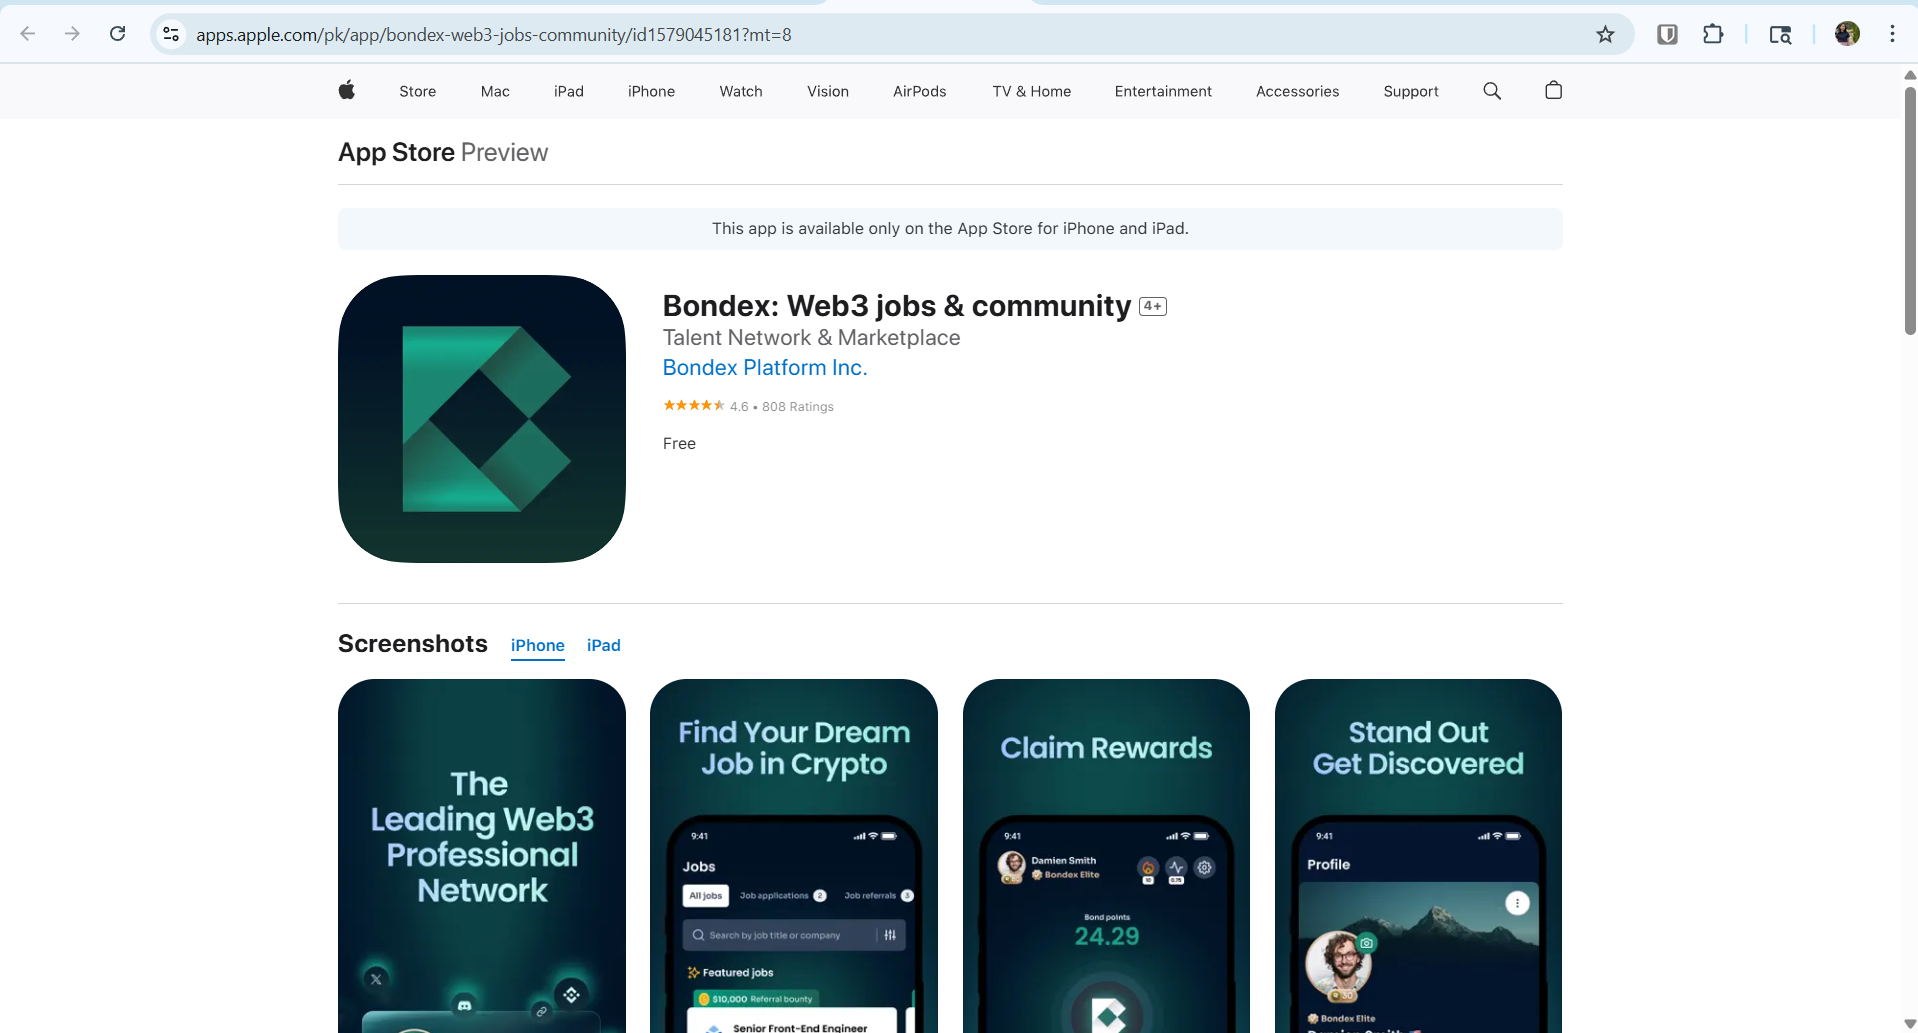 apps.apple.com/pk/app/bondex-web3-jobs-community/id1579045181?mt=8
Store Mac iPad iPhone Watch Vision AirPods TV & Home Entertainment Accessories Support
App Store Preview
This app is available only on the App Store for iPhone and iPad.
Bondex: Web3 jobs & community 4+
Talent Network & Marketplace
Bondex Platform Inc.
4.6 • 808 Ratings
Free
Screenshots iPhone iPad
The
Leading Web3
Professional
Network
Find Your Dream
Job in Crypto
9:41
Jobs
All jobs Job applications 2 Job referrals 3
Search by job title or company
Featured jobs
$10,000 Referral bounty
Senior Front-End Engineer
Claim Rewards
9:41
Damien Smith
Bondex Elite
10 0.75
Bond points
24.29
Stand Out
Get Discovered
9:41
Profile
30
Bondex Elite
Damien Smith